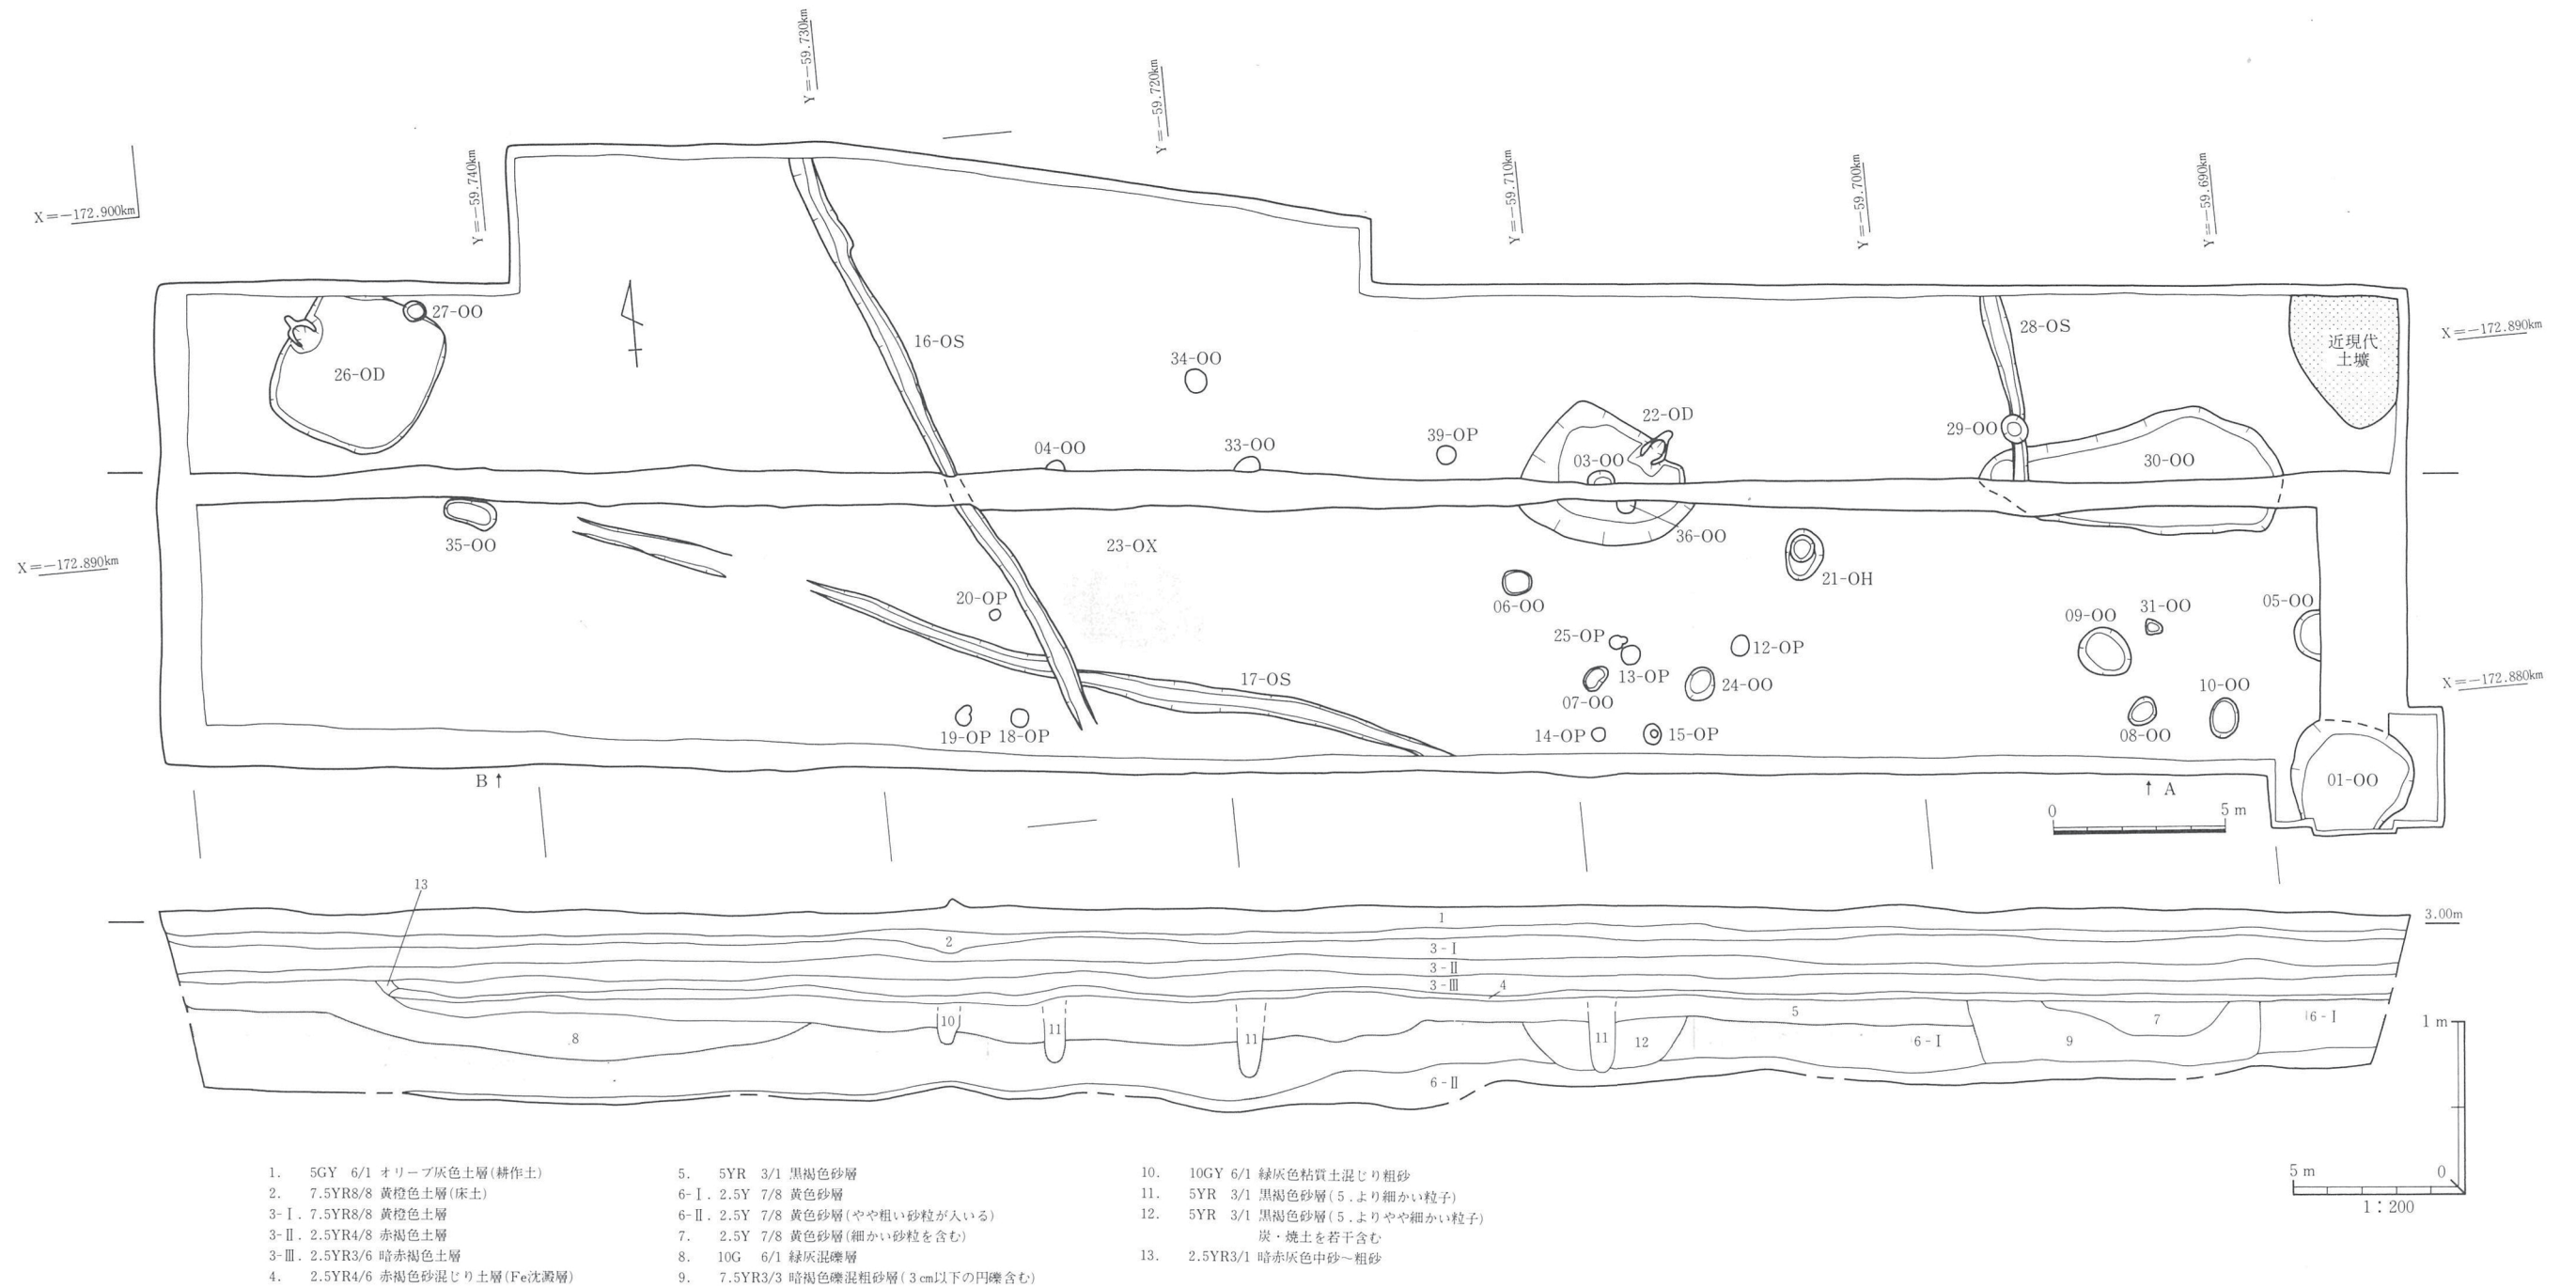 Y=-59.730km
Y=-59.720km
Y=-59.740km
Y=-59.710km
Y=-59.700km
Y=-59.690km
X=-172.900km
27-OO
26-OD
16-OS
34-OO
28-OS
近現代
土壙
X=-172.890km
04-OO
33-OO
39-OP
22-OD
03-OO
29-OO
30-OO
35-OO
23-OX
36-OO
X=-172.890km
21-OH
20-OP
06-OO
09-OO
31-OO
05-OO
25-OP
12-OP
13-OP
17-OS
24-OO
07-OO
10-OO
X=-172.880km
19-OP
18-OP
14-OP
15-OP
08-OO
B↑
↑A
01-OO
0
5 m
13
1
3.00m
2
3-Ⅰ
3-Ⅱ
3-Ⅲ
4
10
11
11
11
12
5
6-Ⅰ
7
6-Ⅰ
8
9
1 m
6-Ⅱ
5 m
0
1:200
1. 5GY 6/1 オリーブ灰色土層(耕作土)
2. 7.5YR8/8 黄橙色土層(床土)
3-Ⅰ. 7.5YR8/8 黄橙色土層
3-Ⅱ. 2.5YR4/8 赤褐色土層
3-Ⅲ. 2.5YR3/6 暗赤褐色土層
4. 2.5YR4/6 赤褐色砂混じり土層(Fe沈澱層)
5. 5YR 3/1 黒褐色砂層
6-Ⅰ. 2.5Y 7/8 黄色砂層
6-Ⅱ. 2.5Y 7/8 黄色砂層(やや粗い砂粒が入いる)
7. 2.5Y 7/8 黄色砂層(細かい砂粒を含む)
8. 10G 6/1 緑灰混礫層
9. 7.5YR3/3 暗褐色礫混粗砂層(3cm以下の円礫含む)
10. 10GY 6/1 緑灰色粘質土混じり粗砂
11. 5YR 3/1 黒褐色砂層(5.より細かい粒子)
12. 5YR 3/1 黒褐色砂層(5.よりやや細かい粒子)
炭・焼土を若干含む
13. 2.5YR3/1 暗赤灰色中砂～粗砂